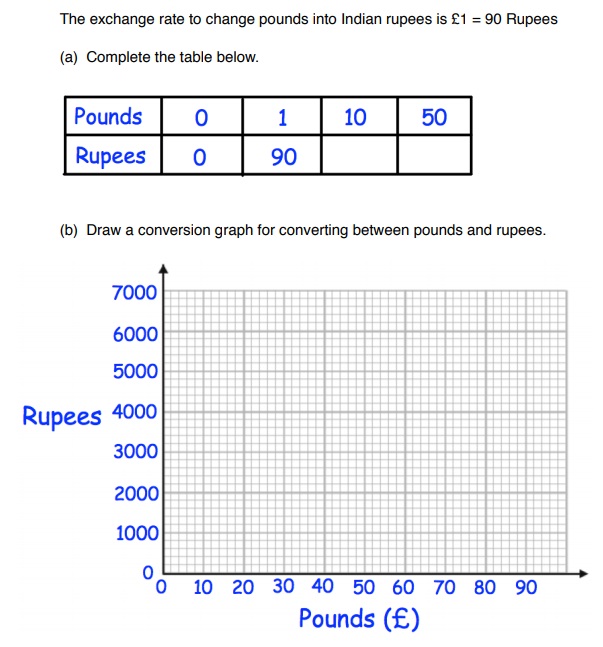 The exchange rate to change pounds into Indian rupees is £1 = 90 Rupees
(a) Complete the table below.
Pounds 0 1 10 50
Rupees 0 90
(b) Draw a conversion graph for converting between pounds and rupees.
7000
6000
5000
Rupees 4000
3000
2000
1000
0
0 10 20 30 40 50 60 70 80 90
Pounds (£)